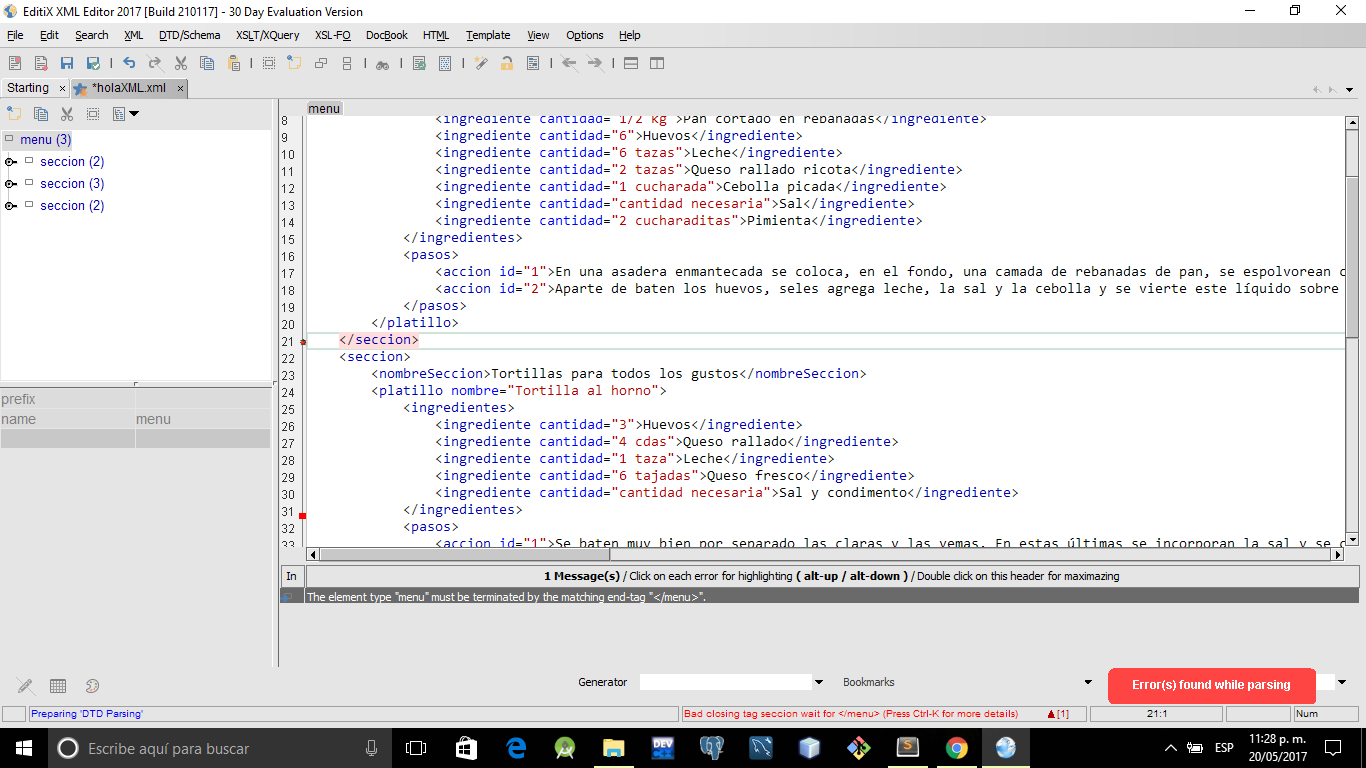 EditiX XML Editor 2017 [Build 210117] - 30 Day Evaluation Version
File Edit Search XML DTD/Schema XSLT/XQuery XSL-FO DocBook HTML Template View Options Help
Starting × *holaXML.xml ×
menu (3)
seccion (2)
seccion (3)
seccion (2)
prefix
name menu
menu
8 <ingrediente cantidad="1/2 kg">Pan cortado en rebanadas</ingrediente>
9 <ingrediente cantidad="6">Huevos</ingrediente>
10 <ingrediente cantidad="6 tazas">Leche</ingrediente>
11 <ingrediente cantidad="2 tazas">Queso rallado ricota</ingrediente>
12 <ingrediente cantidad="1 cucharada">Cebolla picada</ingrediente>
13 <ingrediente cantidad="cantidad necesaria">Sal</ingrediente>
14 <ingrediente cantidad="2 cucharaditas">Pimienta</ingrediente>
15 </ingredientes>
16 <pasos>
17 <accion id="1">En una asadera enmantecada se coloca, en el fondo, una camada de rebanadas de pan, se espolvorean c
18 <accion id="2">Aparte de baten los huevos, seles agrega leche, la sal y la cebolla y se vierte este líquido sobre
19 </pasos>
20 </platillo>
21 </seccion>
22 <seccion>
23 <nombreSeccion>Tortillas para todos los gustos</nombreSeccion>
24 <platillo nombre="Tortilla al horno">
25 <ingredientes>
26 <ingrediente cantidad="3">Huevos</ingrediente>
27 <ingrediente cantidad="4 cdas">Queso rallado</ingrediente>
28 <ingrediente cantidad="1 taza">Leche</ingrediente>
29 <ingrediente cantidad="6 tajadas">Queso fresco</ingrediente>
30 <ingrediente cantidad="cantidad necesaria">Sal y condimento</ingrediente>
31 </ingredientes>
32 <pasos>
33 <accion id="1">Se baten muy bien por separado las claras y las yemas. En estas últimas se incorporan la sal y se c
In 1 Message(s) / Click on each error for highlighting ( alt-up / alt-down ) / Double click on this header for maximazing
The element type "menu" must be terminated by the matching end-tag "</menu>".
Generator Bookmarks Error(s) found while parsing
Preparing 'DTD Parsing' Bad closing tag seccion wait for </menu> (Press Ctrl-K for more details) [1] 21:1 Num
Escribe aquí para buscar DEV S ESP 11:28 p. m.
20/05/2017